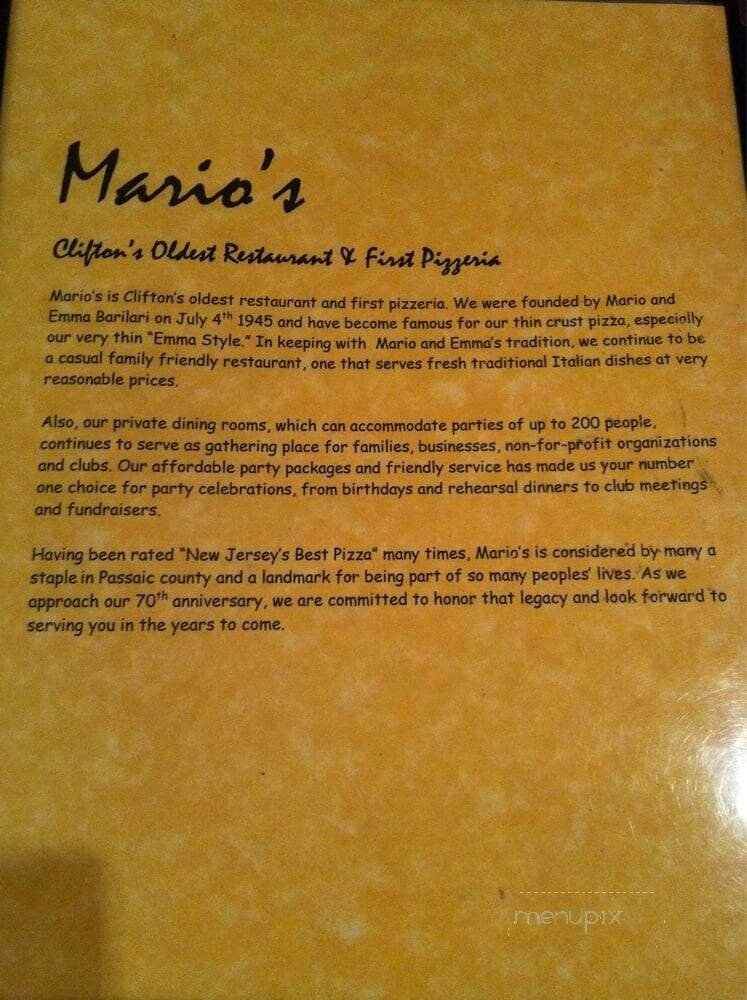 Mario's
Clifton's Oldest Restaurant & First Pizzeria
Mario's is Clifton's oldest restaurant and first pizzeria. We were founded by Mario and
Emma Barilari on July 4th 1945 and have become famous for our thin crust pizza, especially
our very thin "Emma Style." In keeping with Mario and Emma's tradition, we continue to be
a casual family friendly restaurant, one that serves fresh traditional Italian dishes at very
reasonable prices.
Also, our private dining rooms, which can accommodate parties of up to 200 people,
continues to serve as gathering place for families, businesses, non-for-profit organizations
and clubs. Our affordable party packages and friendly service has made us your number
one choice for party celebrations, from birthdays and rehearsal dinners to club meetings
and fundraisers.
Having been rated "New Jersey's Best Pizza" many times, Mario's is considered by many a
staple in Passaic county and a landmark for being part of so many peoples' lives. As we
approach our 70th anniversary, we are committed to honor that legacy and look forward to
serving you in the years to come.
menupix